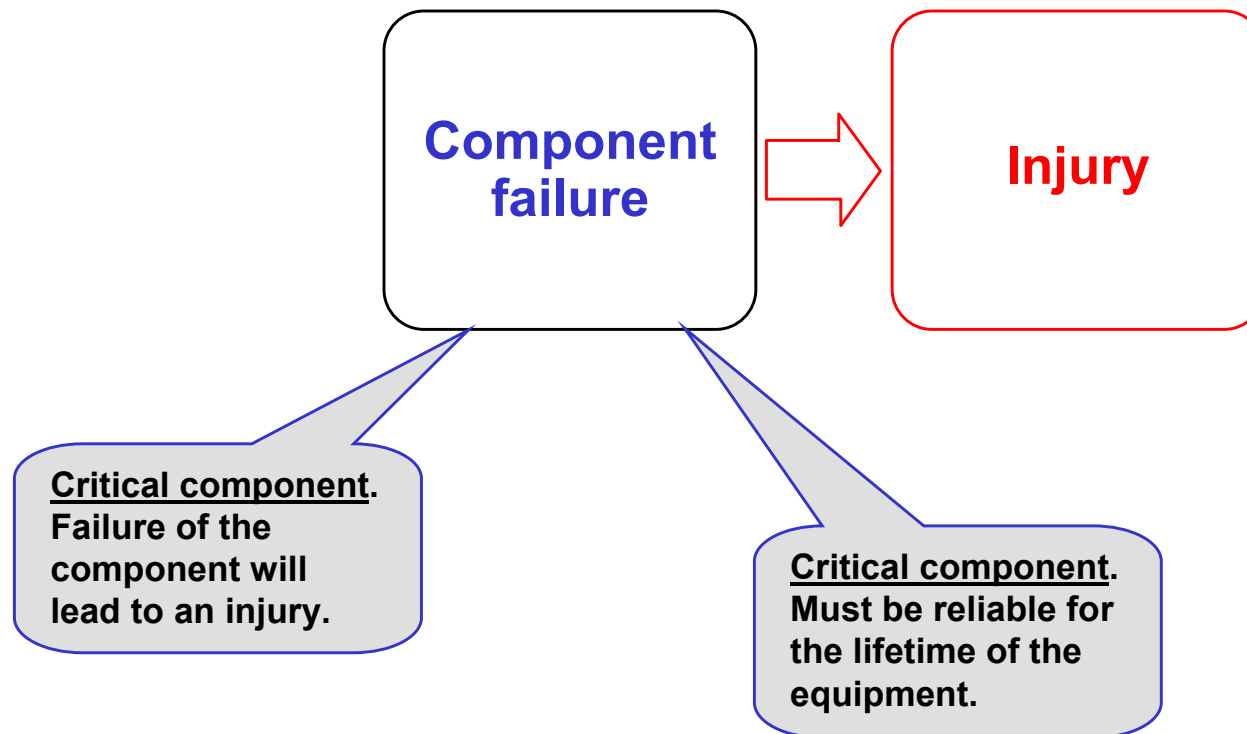 Component
failure
Injury
Critical component.
Failure of the
component will
lead to an injury.
Critical component.
Must be reliable for
the lifetime of the
equipment.